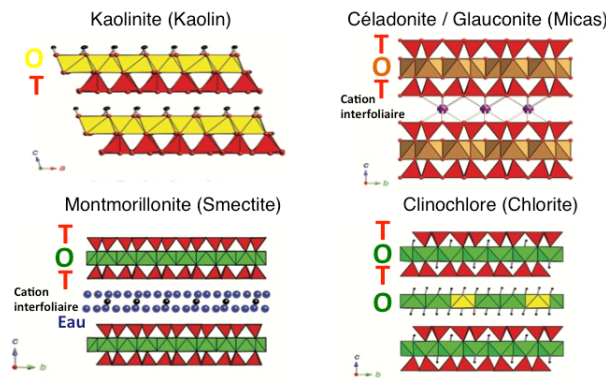 Kaolinite (Kaolin)
O
T
c
a
Céladonite / Glauconite (Micas)
T
O
T
Cation
interfoliaire
c
b
Montmorillonite (Smectite)
T
O
T
Cation
interfoliaire
Eau
c
b
Clinochlore (Chlorite)
T
O
T
O
c
b